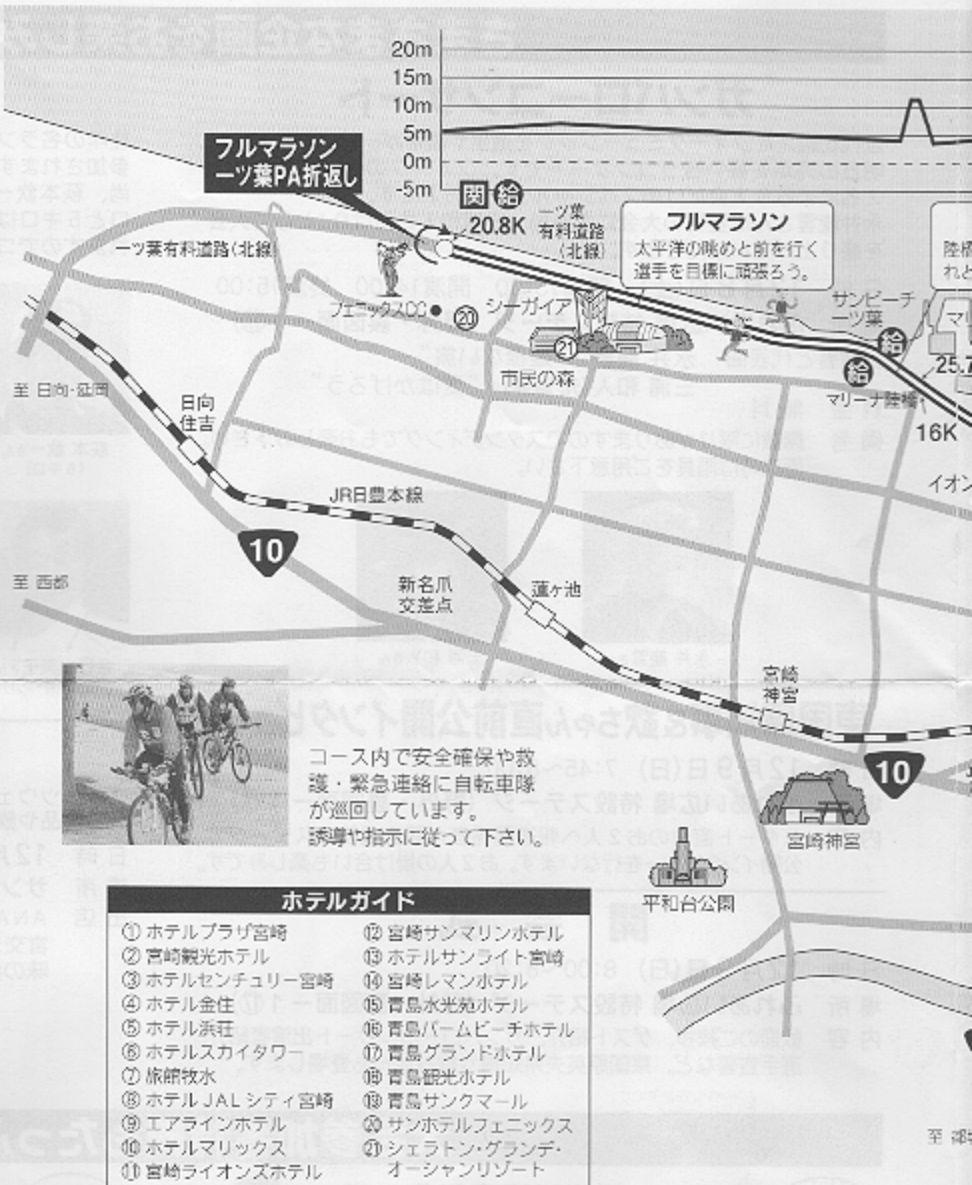 20m
15m
10m
5m
0m
-5m
フルマラソン
一ツ葉PA折返し
関 給
20.8K
一ツ葉
有料道路
(北線)
フルマラソン
太平洋の眺めと前を行く
選手を目標に頑張ろう。
陸橋
れと
一ツ葉有料道路(北線)
フェニックスCC
⑳
シーガイア
㉑
サンビーチ
一ツ葉
給
給
マリーナ陸橋
25.7
16K
市民の森
至 日向・延岡
日向
住吉
JR日豊本線
イオン
10
至 西都
新名爪
交差点
蓮ヶ池
宮崎
神宮
10
コース内で安全確保や救
護・緊急連絡に自転車隊
が巡回しています。
誘導や指示に従って下さい。
宮崎神宮
平和台公園
ホテルガイド
① ホテルプラザ宮崎
② 宮崎観光ホテル
③ ホテルセンチュリー宮崎
④ ホテル金住
⑤ ホテル浜荘
⑥ ホテルスカイタワー
⑦ 旅館牧水
⑧ ホテルJALシティ宮崎
⑨ エアラインホテル
⑩ ホテルマリックス
⑪ 宮崎ライオンズホテル
⑫ 宮崎サンマリンホテル
⑬ ホテルサンライト宮崎
⑭ 宮崎レマンホテル
⑮ 青島水光苑ホテル
⑯ 青島パームビーチホテル
⑰ 青島グランドホテル
⑱ 青島観光ホテル
⑲ 青島サンクマール
⑳ サンホテルフェニックス
㉑ シェラトン・グランデ・
オーシャンリゾート